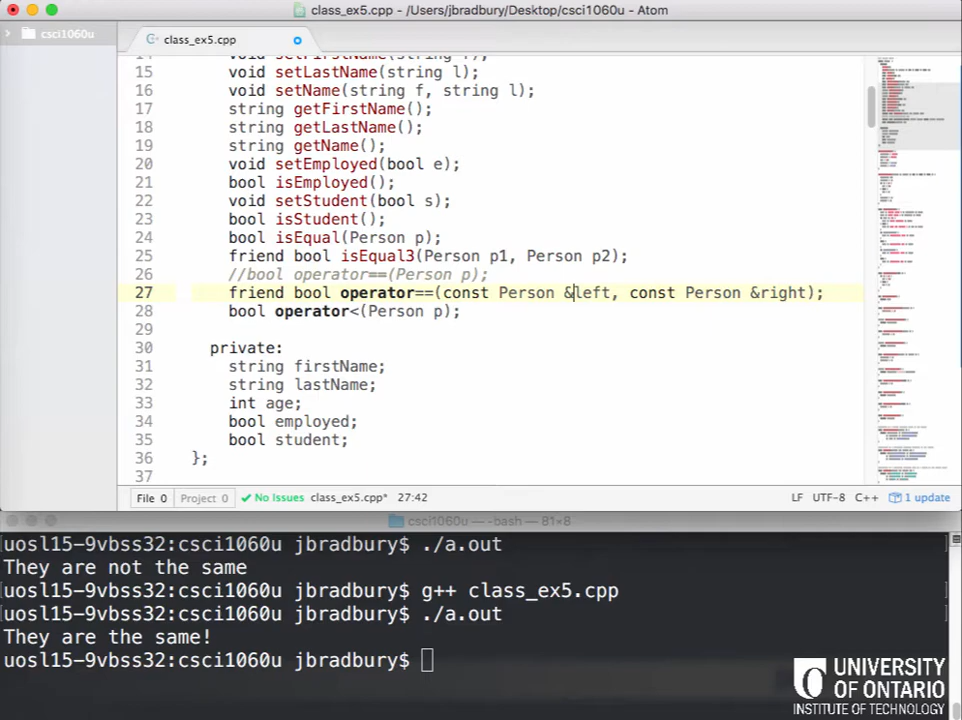 class_ex5.cpp - /Users/jbradbury/Desktop/csci1060u - Atom
csci1060u
class_ex5.cpp
15 void setLastName(string l);
16 void setName(string f, string l);
17 string getFirstName();
18 string getLastName();
19 string getName();
20 void setEmployed(bool e);
21 bool isEmployed();
22 void setStudent(bool s);
23 bool isStudent();
24 bool isEqual(Person p);
25 friend bool isEqual3(Person p1, Person p2);
26 //bool operator==(Person p);
27 friend bool operator==(const Person &left, const Person &right);
28 bool operator<(Person p);
29
30 private:
31 string firstName;
32 string lastName;
33 int age;
34 bool employed;
35 bool student;
36 };
37
File 0 Project 0 No Issues class_ex5.cpp* 27:42 LF UTF-8 C++ 1 update
csci1060u — -bash — 81×8
uosl15-9vbss32:csci1060u jbradbury$ ./a.out
They are not the same
uosl15-9vbss32:csci1060u jbradbury$ g++ class_ex5.cpp
uosl15-9vbss32:csci1060u jbradbury$ ./a.out
They are the same!
uosl15-9vbss32:csci1060u jbradbury$
UNIVERSITY
OF ONTARIO
INSTITUTE OF TECHNOLOGY